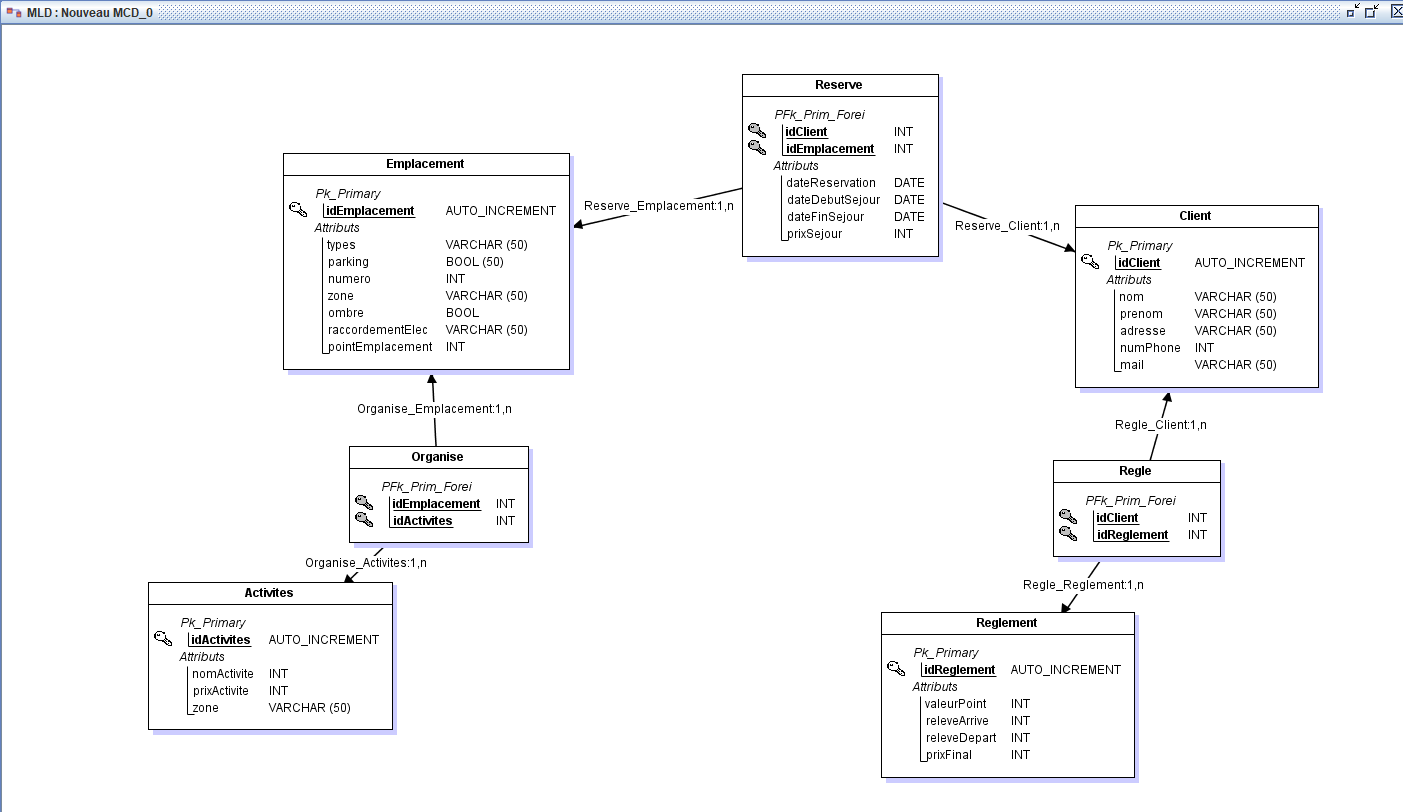 MLD : Nouveau MCD_0
Reserve
PFk_Prim_Forei
idClient INT
idEmplacement INT
Attributs
dateReservation DATE
dateDebutSejour DATE
dateFinSejour DATE
prixSejour INT
Emplacement
Pk_Primary
idEmplacement AUTO_INCREMENT
Attributs
types VARCHAR (50)
parking BOOL (50)
numero INT
zone VARCHAR (50)
ombre BOOL
raccordementElec VARCHAR (50)
pointEmplacement INT
Reserve_Emplacement:1,n
Reserve_Client:1,n
Client
Pk_Primary
idClient AUTO_INCREMENT
Attributs
nom VARCHAR (50)
prenom VARCHAR (50)
adresse VARCHAR (50)
numPhone INT
mail VARCHAR (50)
Organise_Emplacement:1,n
Regle_Client:1,n
Organise
PFk_Prim_Forei
idEmplacement INT
idActivites INT
Regle
PFk_Prim_Forei
idClient INT
idReglement INT
Organise_Activites:1,n
Regle_Reglement:1,n
Activites
Pk_Primary
idActivites AUTO_INCREMENT
Attributs
nomActivite INT
prixActivite INT
zone VARCHAR (50)
Reglement
Pk_Primary
idReglement AUTO_INCREMENT
Attributs
valeurPoint INT
releveArrive INT
releveDepart INT
prixFinal INT